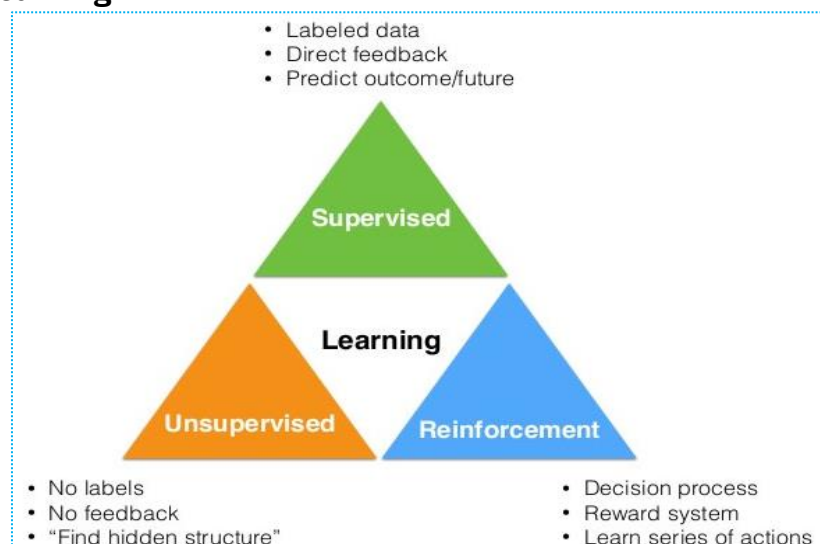 • Labeled data
• Direct feedback
• Predict outcome/future
Supervised
Learning
Unsupervised
Reinforcement
• No labels
• No feedback
• “Find hidden structure”
• Decision process
• Reward system
• Learn series of actions